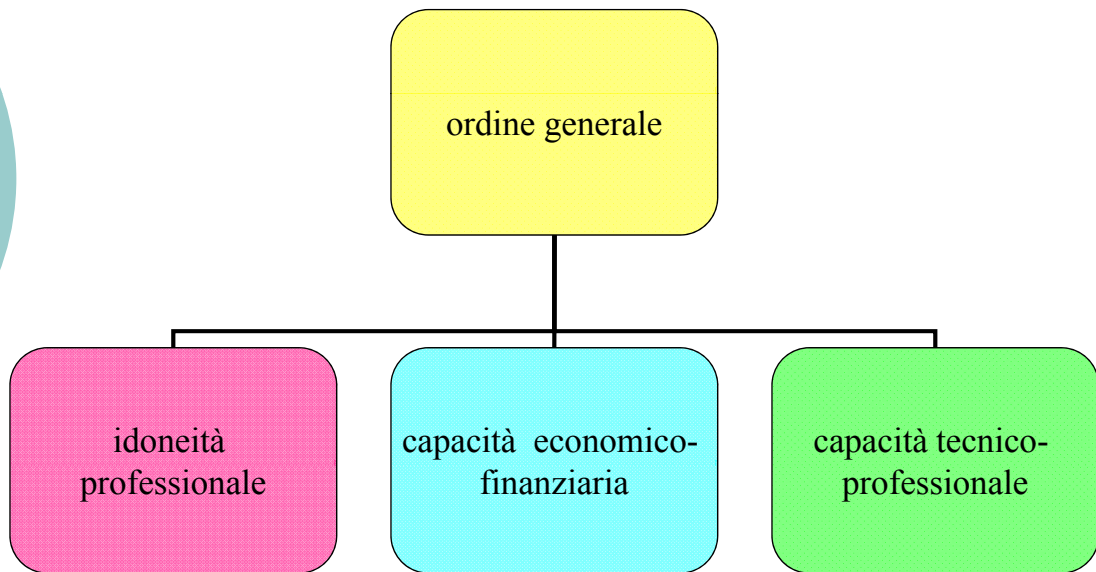 ordine generale
idoneità
professionale
capacità economico-
finanziaria
capacità tecnico-
professionale